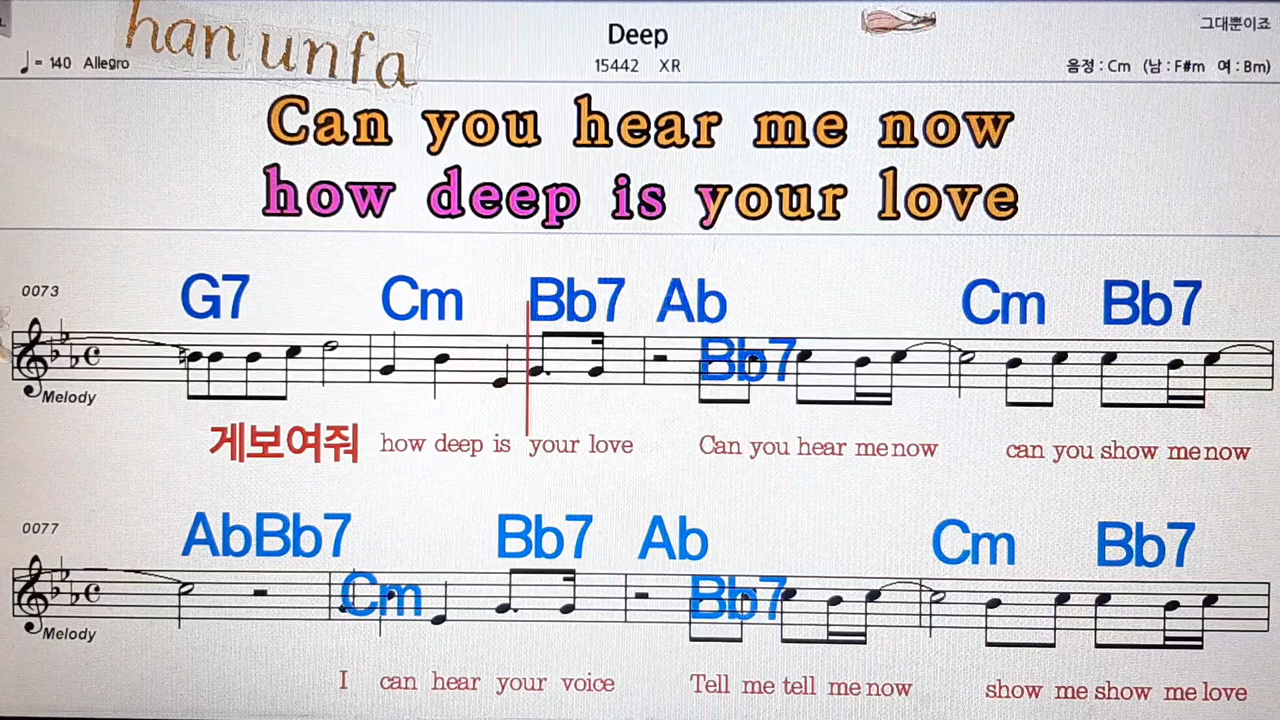 han unfa
Deep
그대뿐이죠
♩= 140 Allegro
15442 XR
음정 : Cm (남 : F#m 여 : Bm)
Can you hear me now
how deep is your love
0073
G7 Cm Bb7 Ab Cm Bb7
Bb7
Melody
게보여줘 how deep is your love Can you hear me now can you show me now
0077
AbBb7 Bb7 Ab Cm Bb7
Cm Bb7
Melody
I can hear your voice Tell me tell me now show me show me love